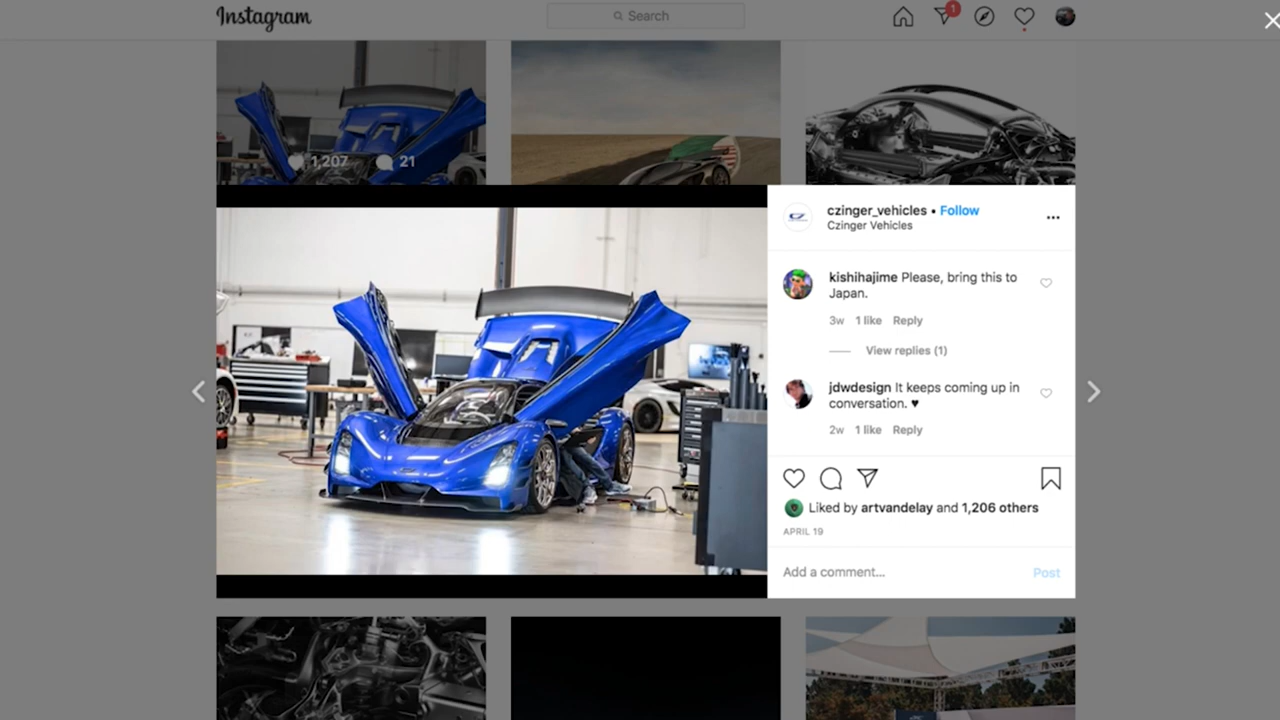 Instagram
Search
1
1,207 21
czinger_vehicles • Follow
Czinger Vehicles
kishihajime Please, bring this to
Japan.
3w 1 like Reply
View replies (1)
jdwdesign It keeps coming up in
conversation. ♥
2w 1 like Reply
Liked by artvandelay and 1,206 others
APRIL 19
Add a comment... Post